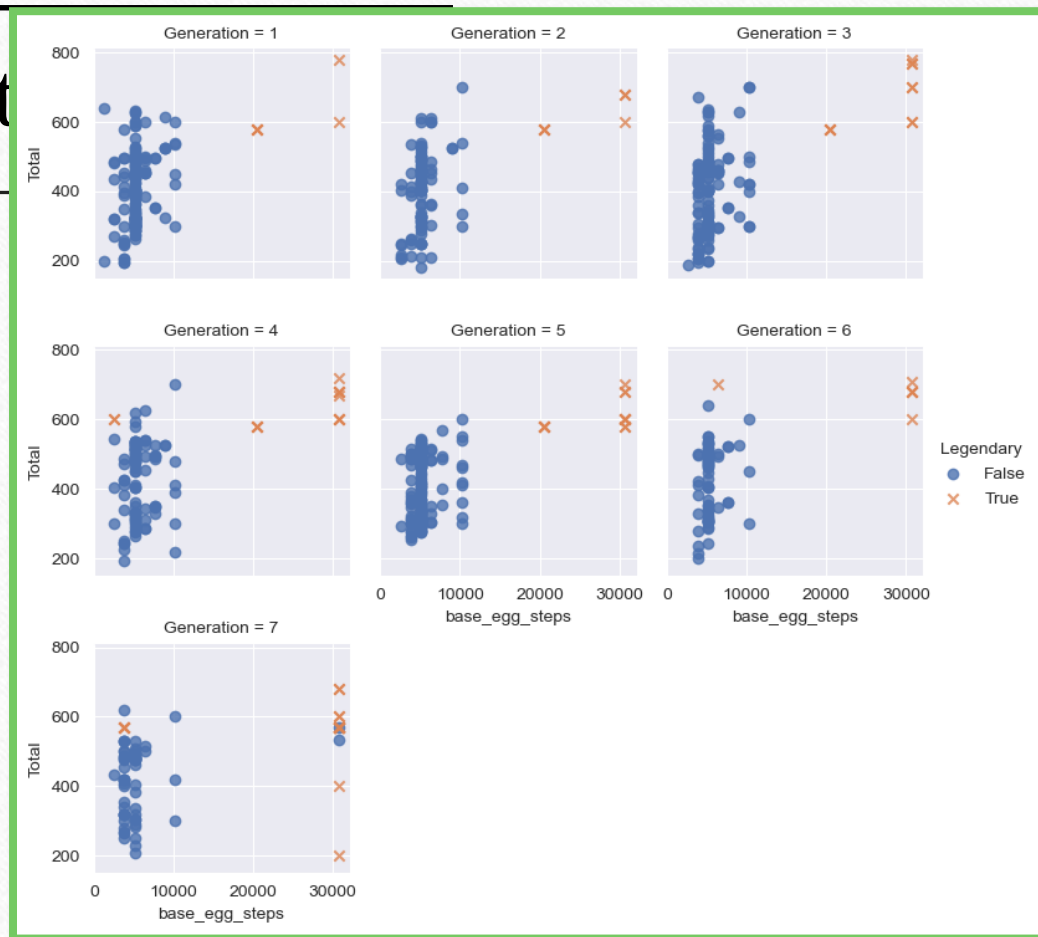 t
Generation = 1
Generation = 2
Generation = 3
800
600
400
200
Total
Generation = 4
Generation = 5
Generation = 6
800
600
400
200
Total
0
10000
20000
30000
base_egg_steps
0
10000
20000
30000
base_egg_steps
Legendary
False
True
Generation = 7
800
600
400
200
Total
0
10000
20000
30000
base_egg_steps